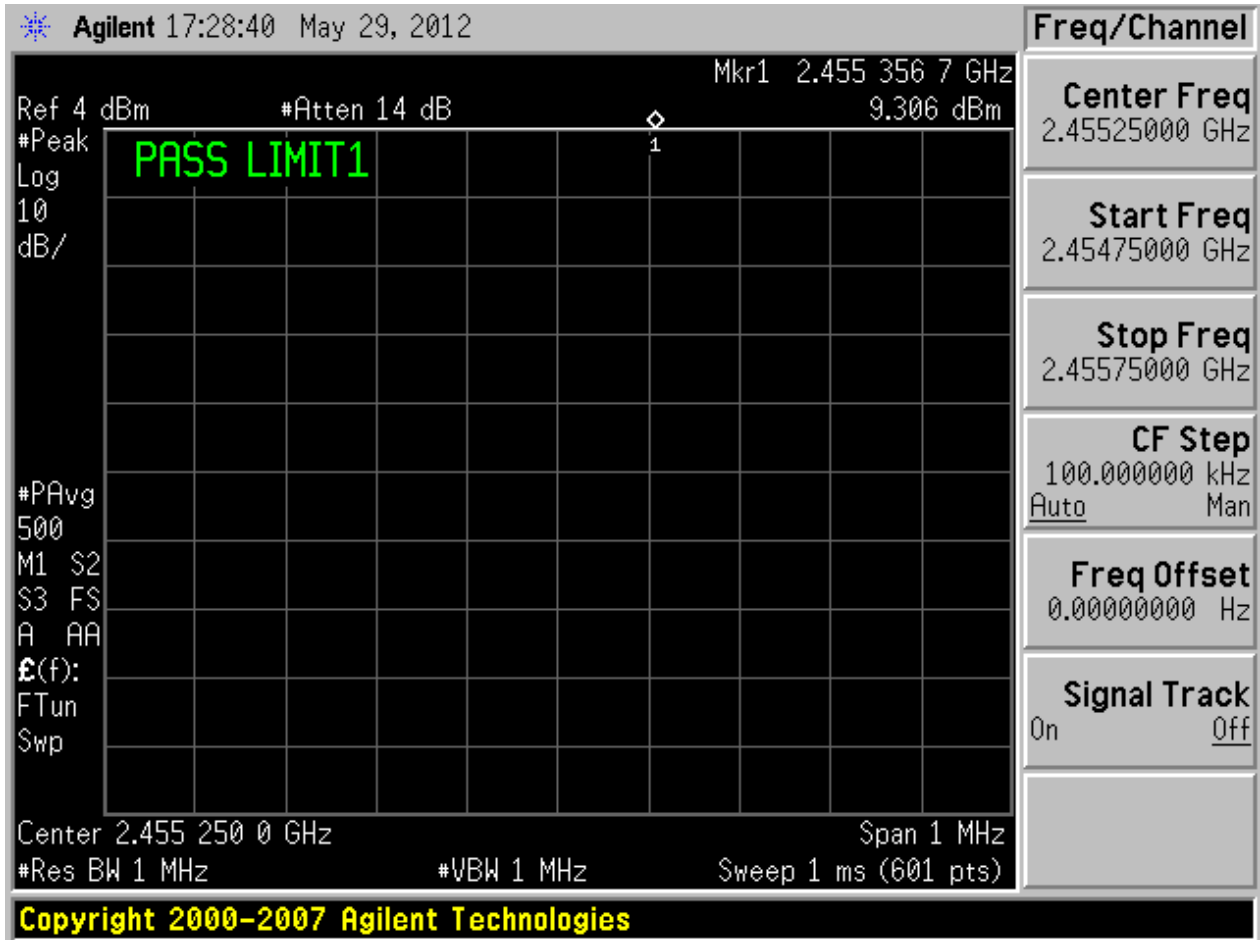 Agilent 17:28:40 May 29, 2012
Freq/Channel
Mkr1 2.455 356 7 GHz
Ref 4 dBm #Atten 14 dB 9.306 dBm
#Peak
Log
10
dB/
PASS LIMIT1
1
#PAvg
500
M1 S2
S3 FS
A AA
£(f):
FTun
Swp
Center 2.455 250 0 GHz Span 1 MHz
#Res BW 1 MHz #VBW 1 MHz Sweep 1 ms (601 pts)
Center Freq
2.45525000 GHz
Start Freq
2.45475000 GHz
Stop Freq
2.45575000 GHz
CF Step
100.000000 kHz
Auto Man
Freq Offset
0.00000000 Hz
Signal Track
On Off
Copyright 2000-2007 Agilent Technologies